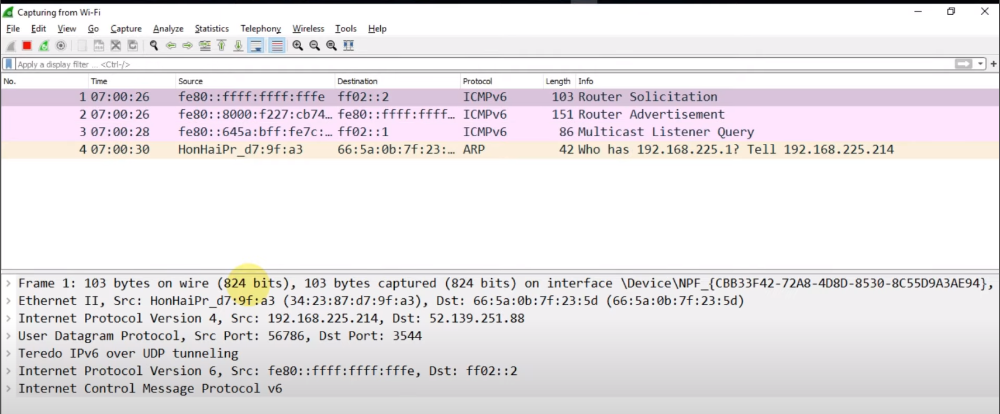 Capturing from Wi-Fi
File Edit View Go Capture Analyze Statistics Telephony Wireless Tools Help
Apply a display filter ... <Ctrl-/>
No. Time Source Destination Protocol Length Info
1 07:00:26 fe80::ffff:ffff:fffe ff02::2 ICMPv6 103 Router Solicitation
2 07:00:26 fe80::8000:f227:cb74… fe80::ffff:ffff… ICMPv6 151 Router Advertisement
3 07:00:28 fe80::645a:bff:fe7c:… ff02::1 ICMPv6 86 Multicast Listener Query
4 07:00:30 HonHaiPr_d7:9f:a3 66:5a:0b:7f:23:… ARP 42 Who has 192.168.225.1? Tell 192.168.225.214
Frame 1: 103 bytes on wire (824 bits), 103 bytes captured (824 bits) on interface \Device\NPF_{CBB33F42-72A8-4D8D-8530-8C55D9A3AE94},
Ethernet II, Src: HonHaiPr_d7:9f:a3 (34:23:87:d7:9f:a3), Dst: 66:5a:0b:7f:23:5d (66:5a:0b:7f:23:5d)
Internet Protocol Version 4, Src: 192.168.225.214, Dst: 52.139.251.88
User Datagram Protocol, Src Port: 56786, Dst Port: 3544
Teredo IPv6 over UDP tunneling
Internet Protocol Version 6, Src: fe80::ffff:ffff:fffe, Dst: ff02::2
Internet Control Message Protocol v6